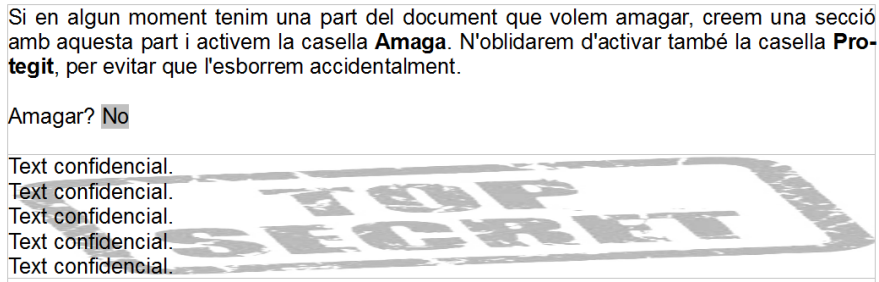 Si en algun moment tenim una part del document que volem amagar, creem una secció
amb aquesta part i activem la casella Amaga. N'oblidarem d'activar també la casella Pro-
tegit, per evitar que l'esborrem accidentalment.
Amagar? No
Text confidencial.
Text confidencial.
Text confidencial.
Text confidencial.
Text confidencial.
TOP
SECRET